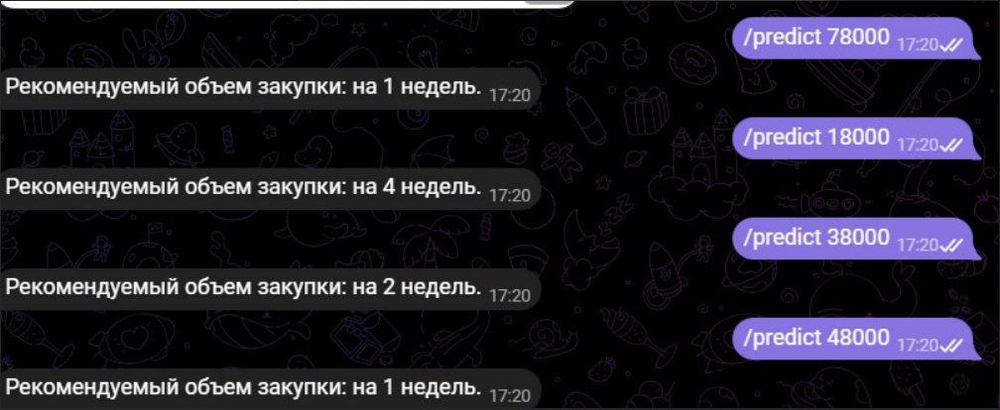 /predict 78000 17:20
Рекомендуемый объем закупки: на 1 недель. 17:20
/predict 18000 17:20
Рекомендуемый объем закупки: на 4 недель. 17:20
/predict 38000 17:20
Рекомендуемый объем закупки: на 2 недель. 17:20
/predict 48000 17:20
Рекомендуемый объем закупки: на 1 недель. 17:20